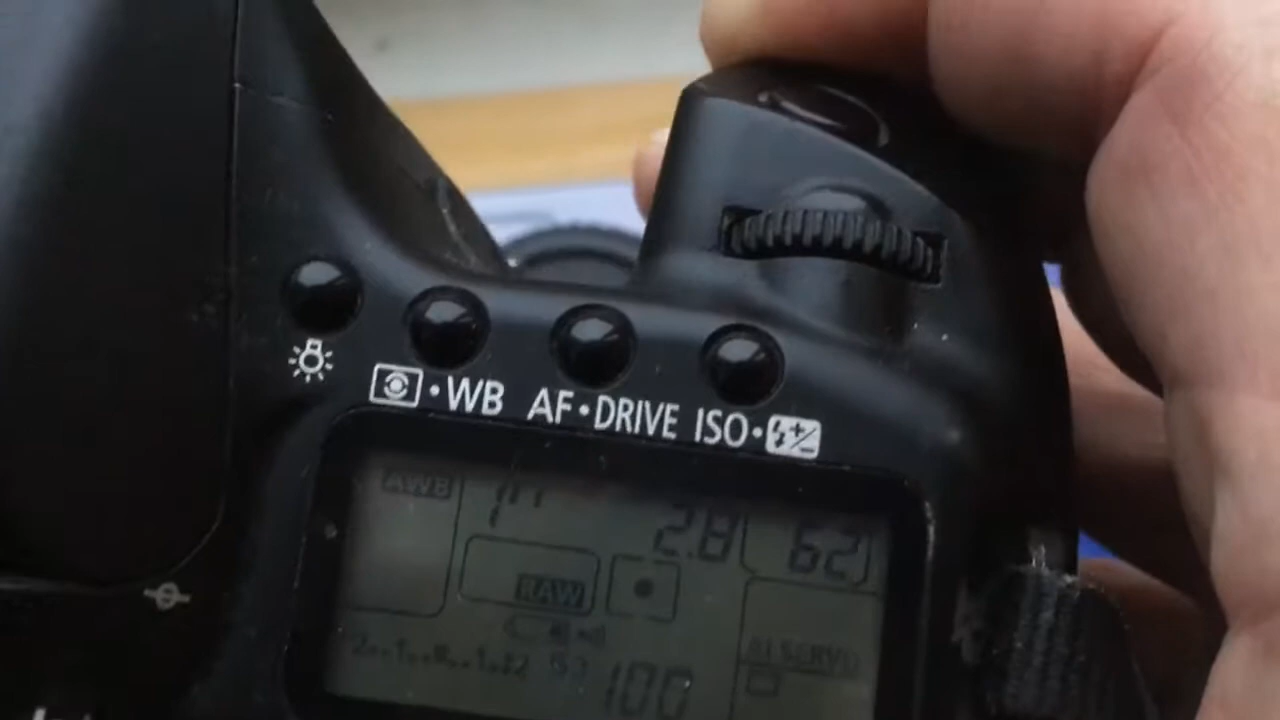 WB AF•DRIVE ISO•
AWB
2.8 62
RAW
AI SERVO
100